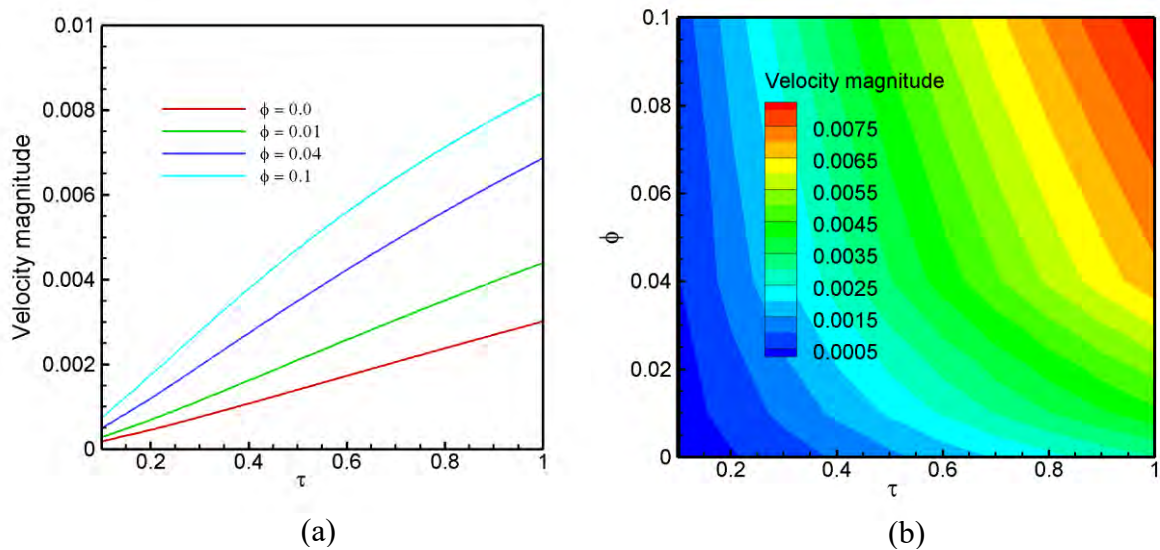 0.01
0.008
0.006
0.004
0.002
0
Velocity magnitude
ϕ = 0.0
ϕ = 0.01
ϕ = 0.04
ϕ = 0.1
0.2
0.4
0.6
0.8
1
τ
(a)
0.1
0.08
0.06
0.04
0.02
0
ϕ
Velocity magnitude
0.0075
0.0065
0.0055
0.0045
0.0035
0.0025
0.0015
0.0005
0.2
0.4
0.6
0.8
1
τ
(b)